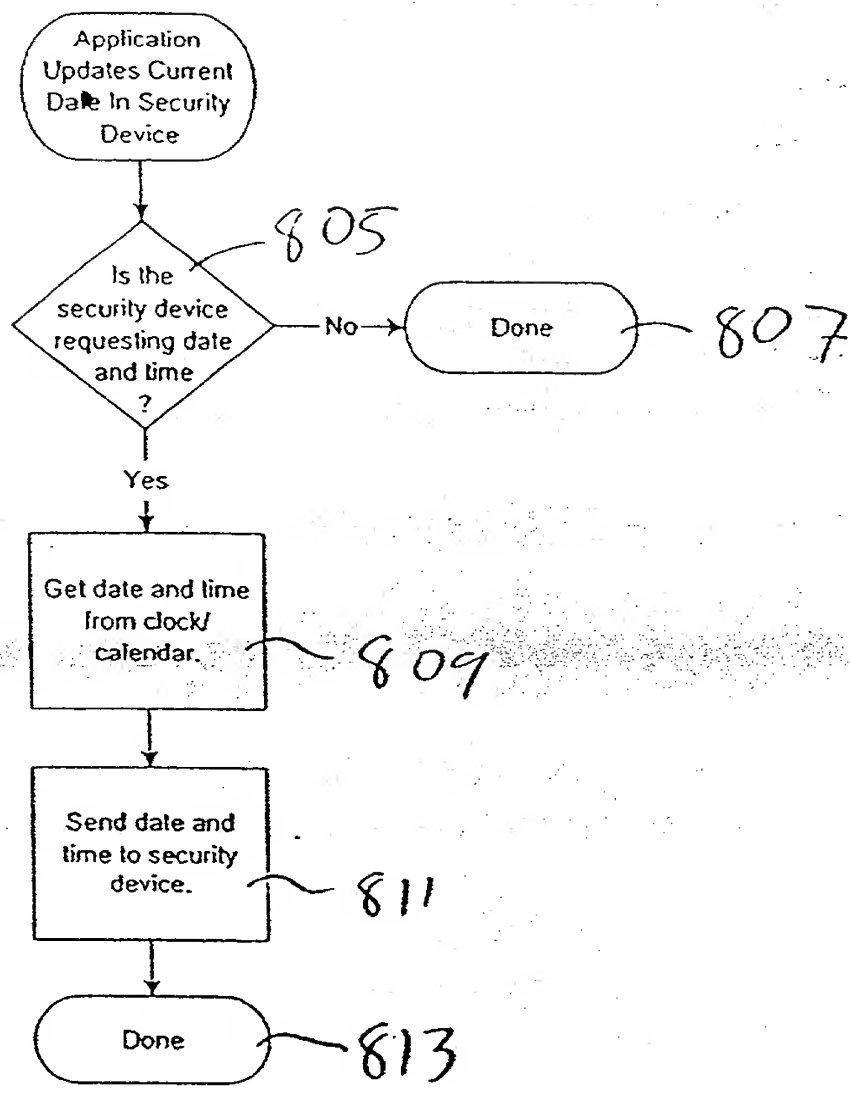 Application
Updates Current
Date In Security
Device
805
Is the
security device
requesting date
and time
?
No
Done
807
Yes
Get date and time
from clock/
calendar.
809
Send date and
time to security
device.
811
Done
813